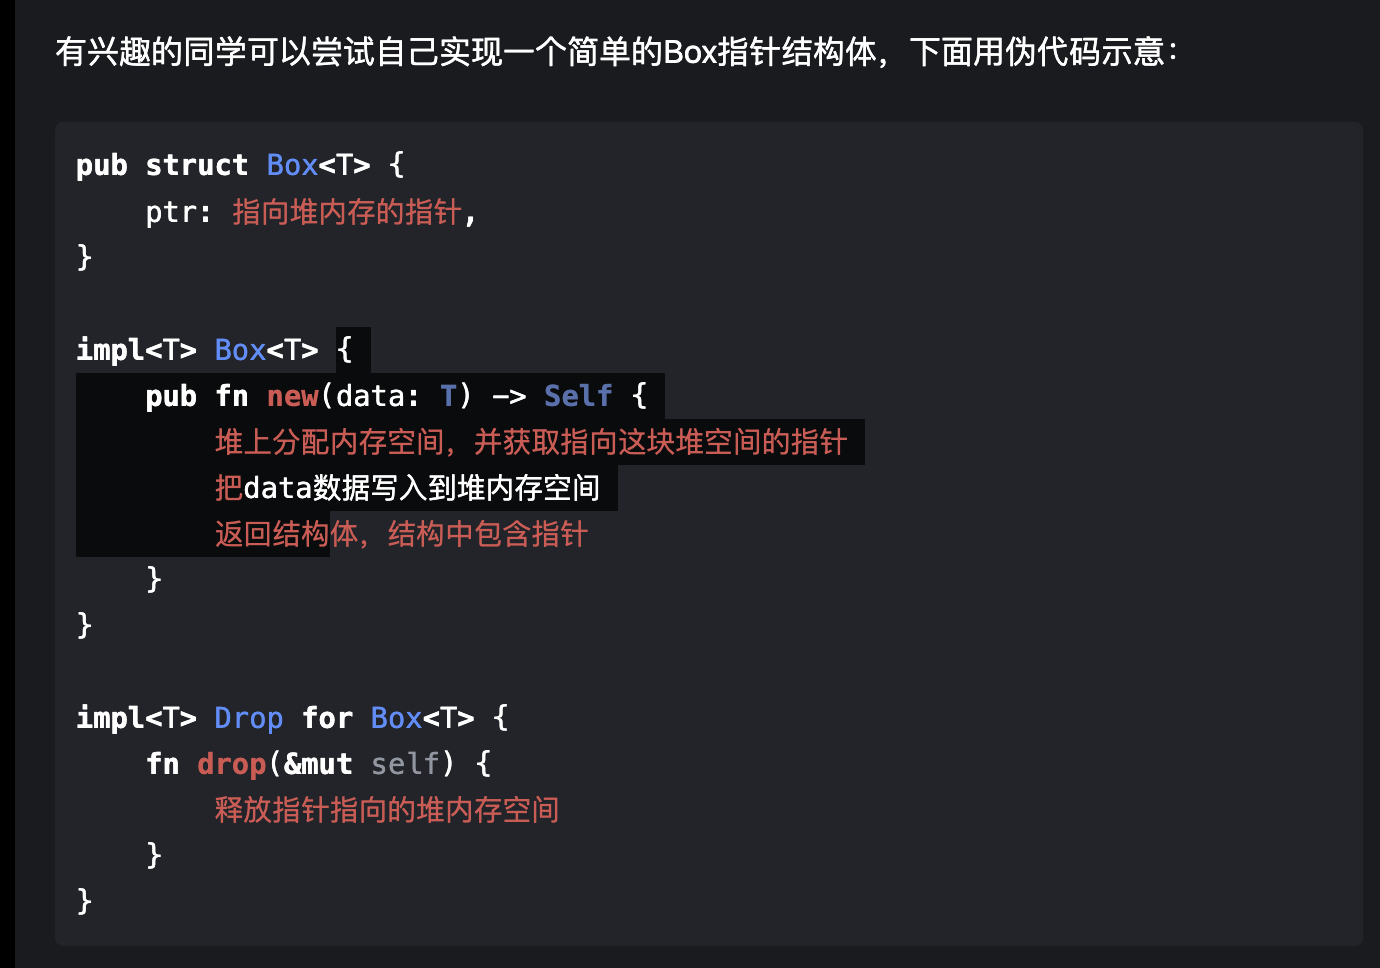 有兴趣的同学可以尝试自己实现一个简单的Box指针结构体，下面用伪代码示意：
pub struct Box<T> {
    ptr: 指向堆内存的指针,
}
impl<T> Box<T> {
    pub fn new(data: T) -> Self {
        堆上分配内存空间，并获取指向这块堆空间的指针
        把data数据写入到堆内存空间
        返回结构体，结构中包含指针
    }
}
impl<T> Drop for Box<T> {
    fn drop(&mut self) {
        释放指针指向的堆内存空间
    }
}